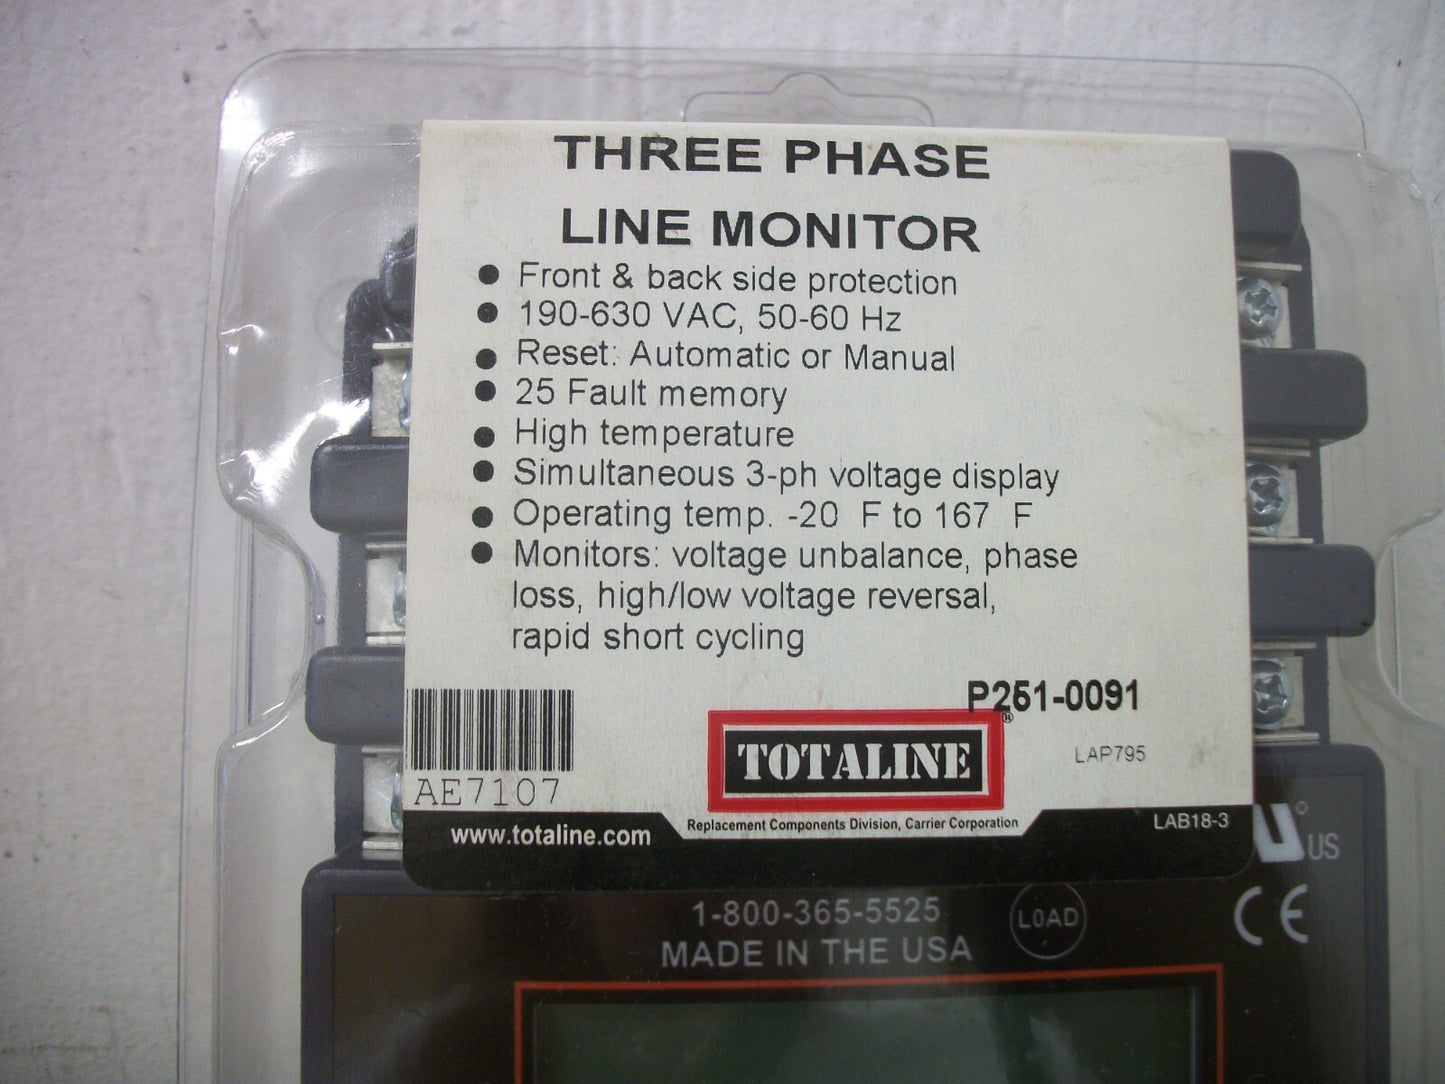 THREE PHASE
LINE MONITOR
● Front & back side protection
● 190-630 VAC, 50-60 Hz
● Reset: Automatic or Manual
● 25 Fault memory
● High temperature
● Simultaneous 3-ph voltage display
● Operating temp. -20 F to 167 F
● Monitors: voltage unbalance, phase
loss, high/low voltage reversal,
rapid short cycling
P251-0091
®
TOTALINE
LAP795
AE7107
www.totaline.com
Replacement Components Division, Carrier Corporation
LAB18-3
US
1-800-365-5525
LOAD
CE
MADE IN THE USA